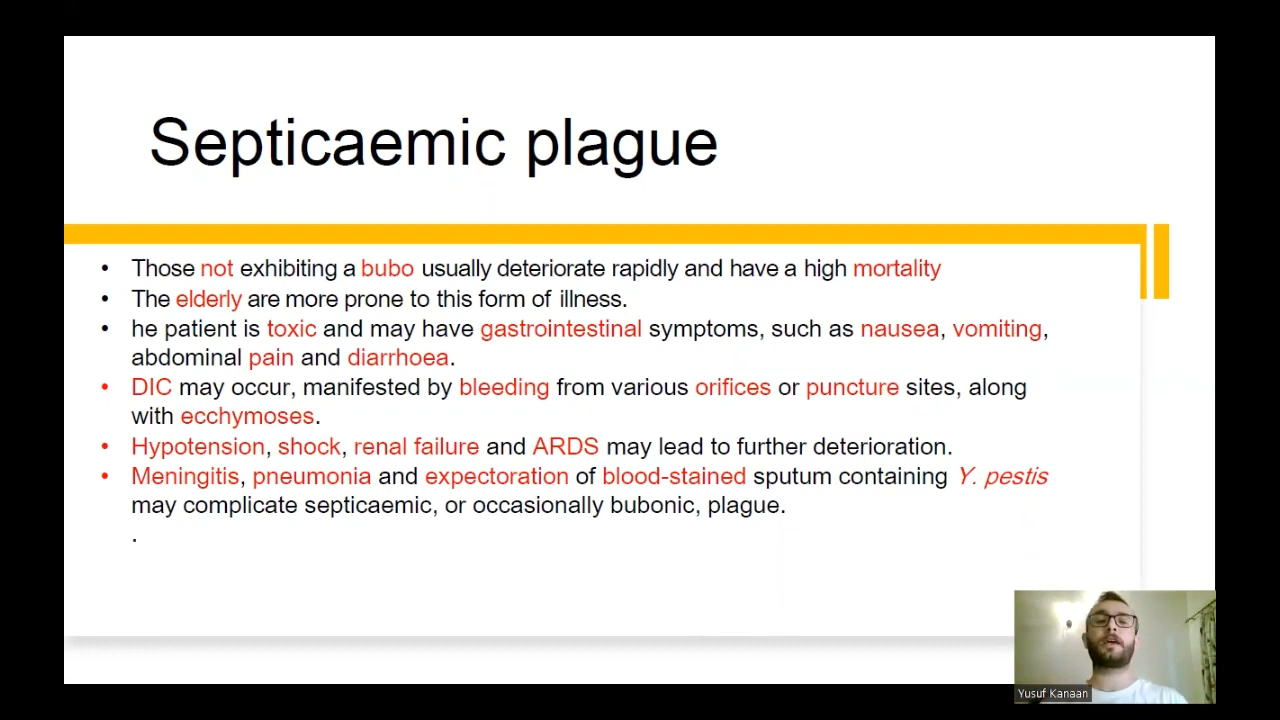 Septicaemic plague
• Those not exhibiting a bubo usually deteriorate rapidly and have a high mortality
• The elderly are more prone to this form of illness.
• he patient is toxic and may have gastrointestinal symptoms, such as nausea, vomiting,
abdominal pain and diarrhoea.
• DIC may occur, manifested by bleeding from various orifices or puncture sites, along
with ecchymoses.
• Hypotension, shock, renal failure and ARDS may lead to further deterioration.
• Meningitis, pneumonia and expectoration of blood-stained sputum containing Y. pestis
may complicate septicaemic, or occasionally bubonic, plague.
.
Yusuf Kanaan